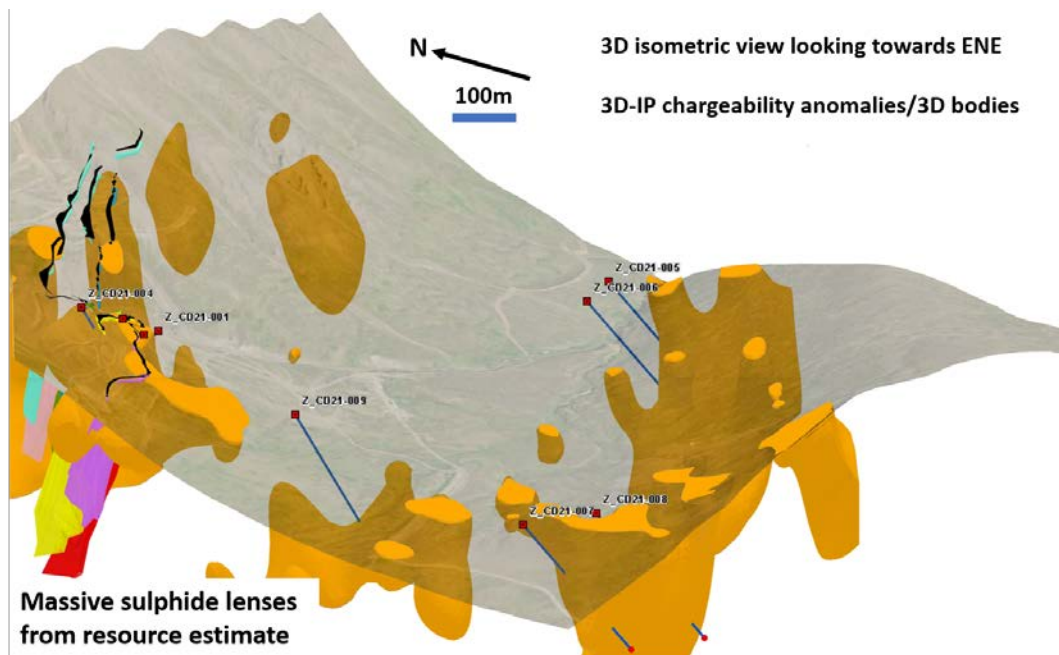 3D isometric view looking towards ENE
N
100m
3D-IP chargeability anomalies/3D bodies
Z_CD21-005
Z_CD21-006
Z_CD21-004
Z_CD21-001
Z_CD21-009
Z_CD21-008
Z_CD21-007
Massive sulphide lenses
from resource estimate